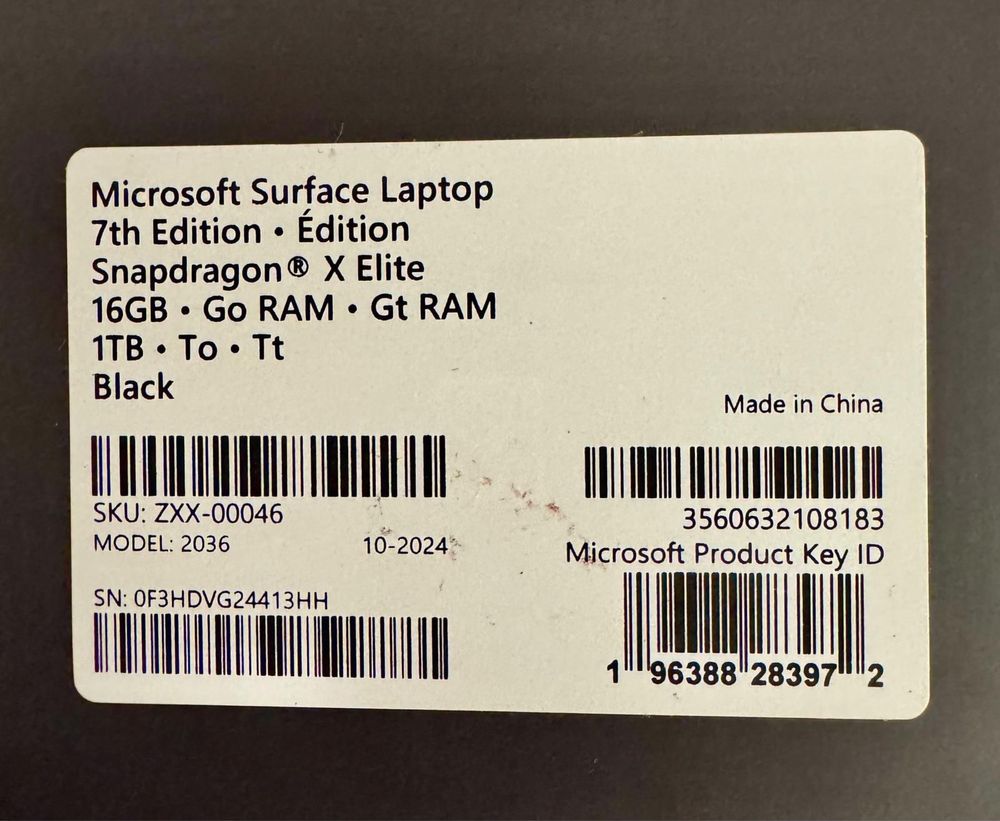 Microsoft Surface Laptop
7th Edition • Édition
Snapdragon® X Elite
16GB • Go RAM • Gt RAM
1TB • To • Tt
Black
Made in China
SKU: ZXX-00046
MODEL: 2036 10-2024
SN: 0F3HDVG24413HH
3560632108183
Microsoft Product Key ID
1 96388 28397 2